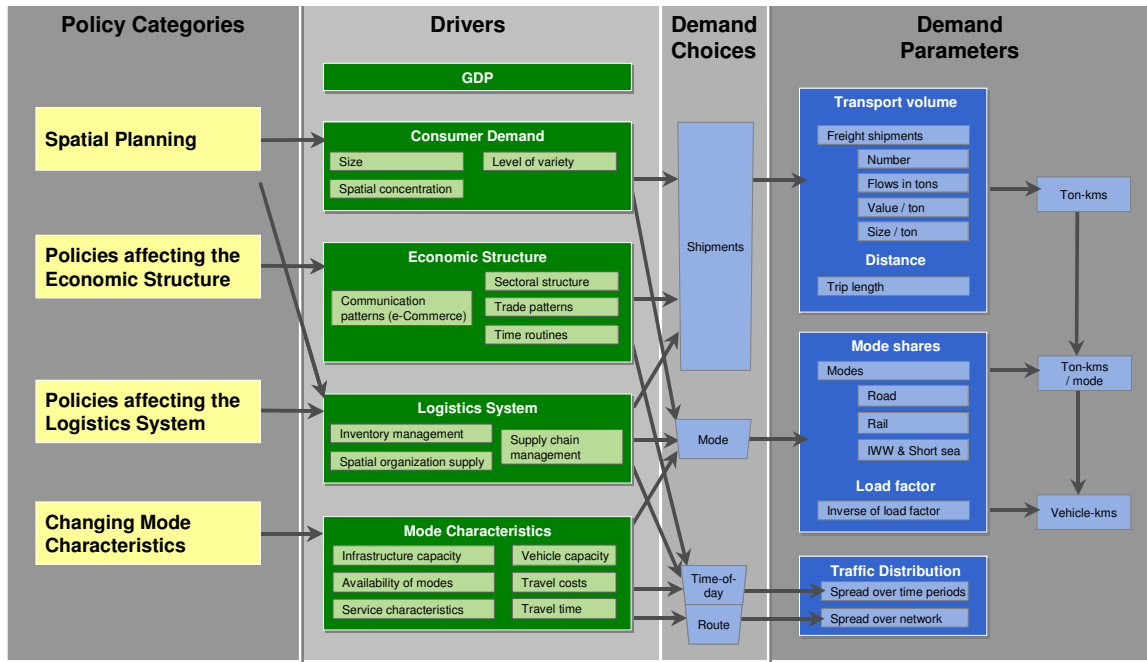 Policy Categories
Drivers
Demand
Choices
Demand
Parameters
Spatial Planning
Policies affecting the
Economic Structure
Policies affecting the
Logistics System
Changing Mode
Characteristics
GDP
Consumer Demand
Size
Level of variety
Spatial concentration
Economic Structure
Communication
patterns (e-Commerce)
Sectoral structure
Trade patterns
Time routines
Logistics System
Inventory management
Spatial organization supply
Supply chain
management
Mode Characteristics
Infrastructure capacity
Vehicle capacity
Availability of modes
Travel costs
Service characteristics
Travel time
Shipments
Mode
Time-of-
day
Route
Transport volume
Freight shipments
Number
Flows in tons
Value / ton
Size / ton
Distance
Trip length
Mode shares
Modes
Road
Rail
IWW & Short sea
Load factor
Inverse of load factor
Traffic Distribution
Spread over time periods
Spread over network
Ton-kms
Ton-kms
/ mode
Vehicle-kms